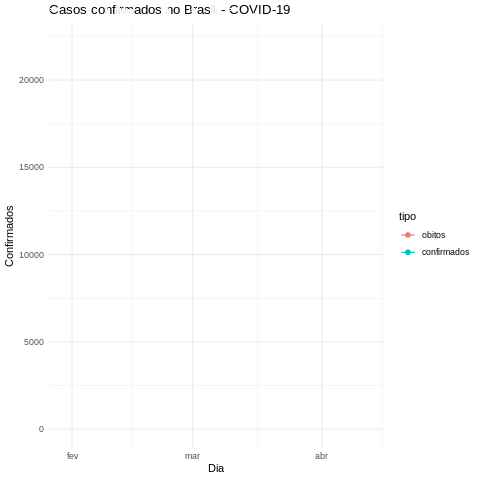 Casos confirmados no Brasil - COVID-19
20000
15000
10000
5000
0
Confirmados
fev mar abr
Dia
tipo
obitos
confirmados